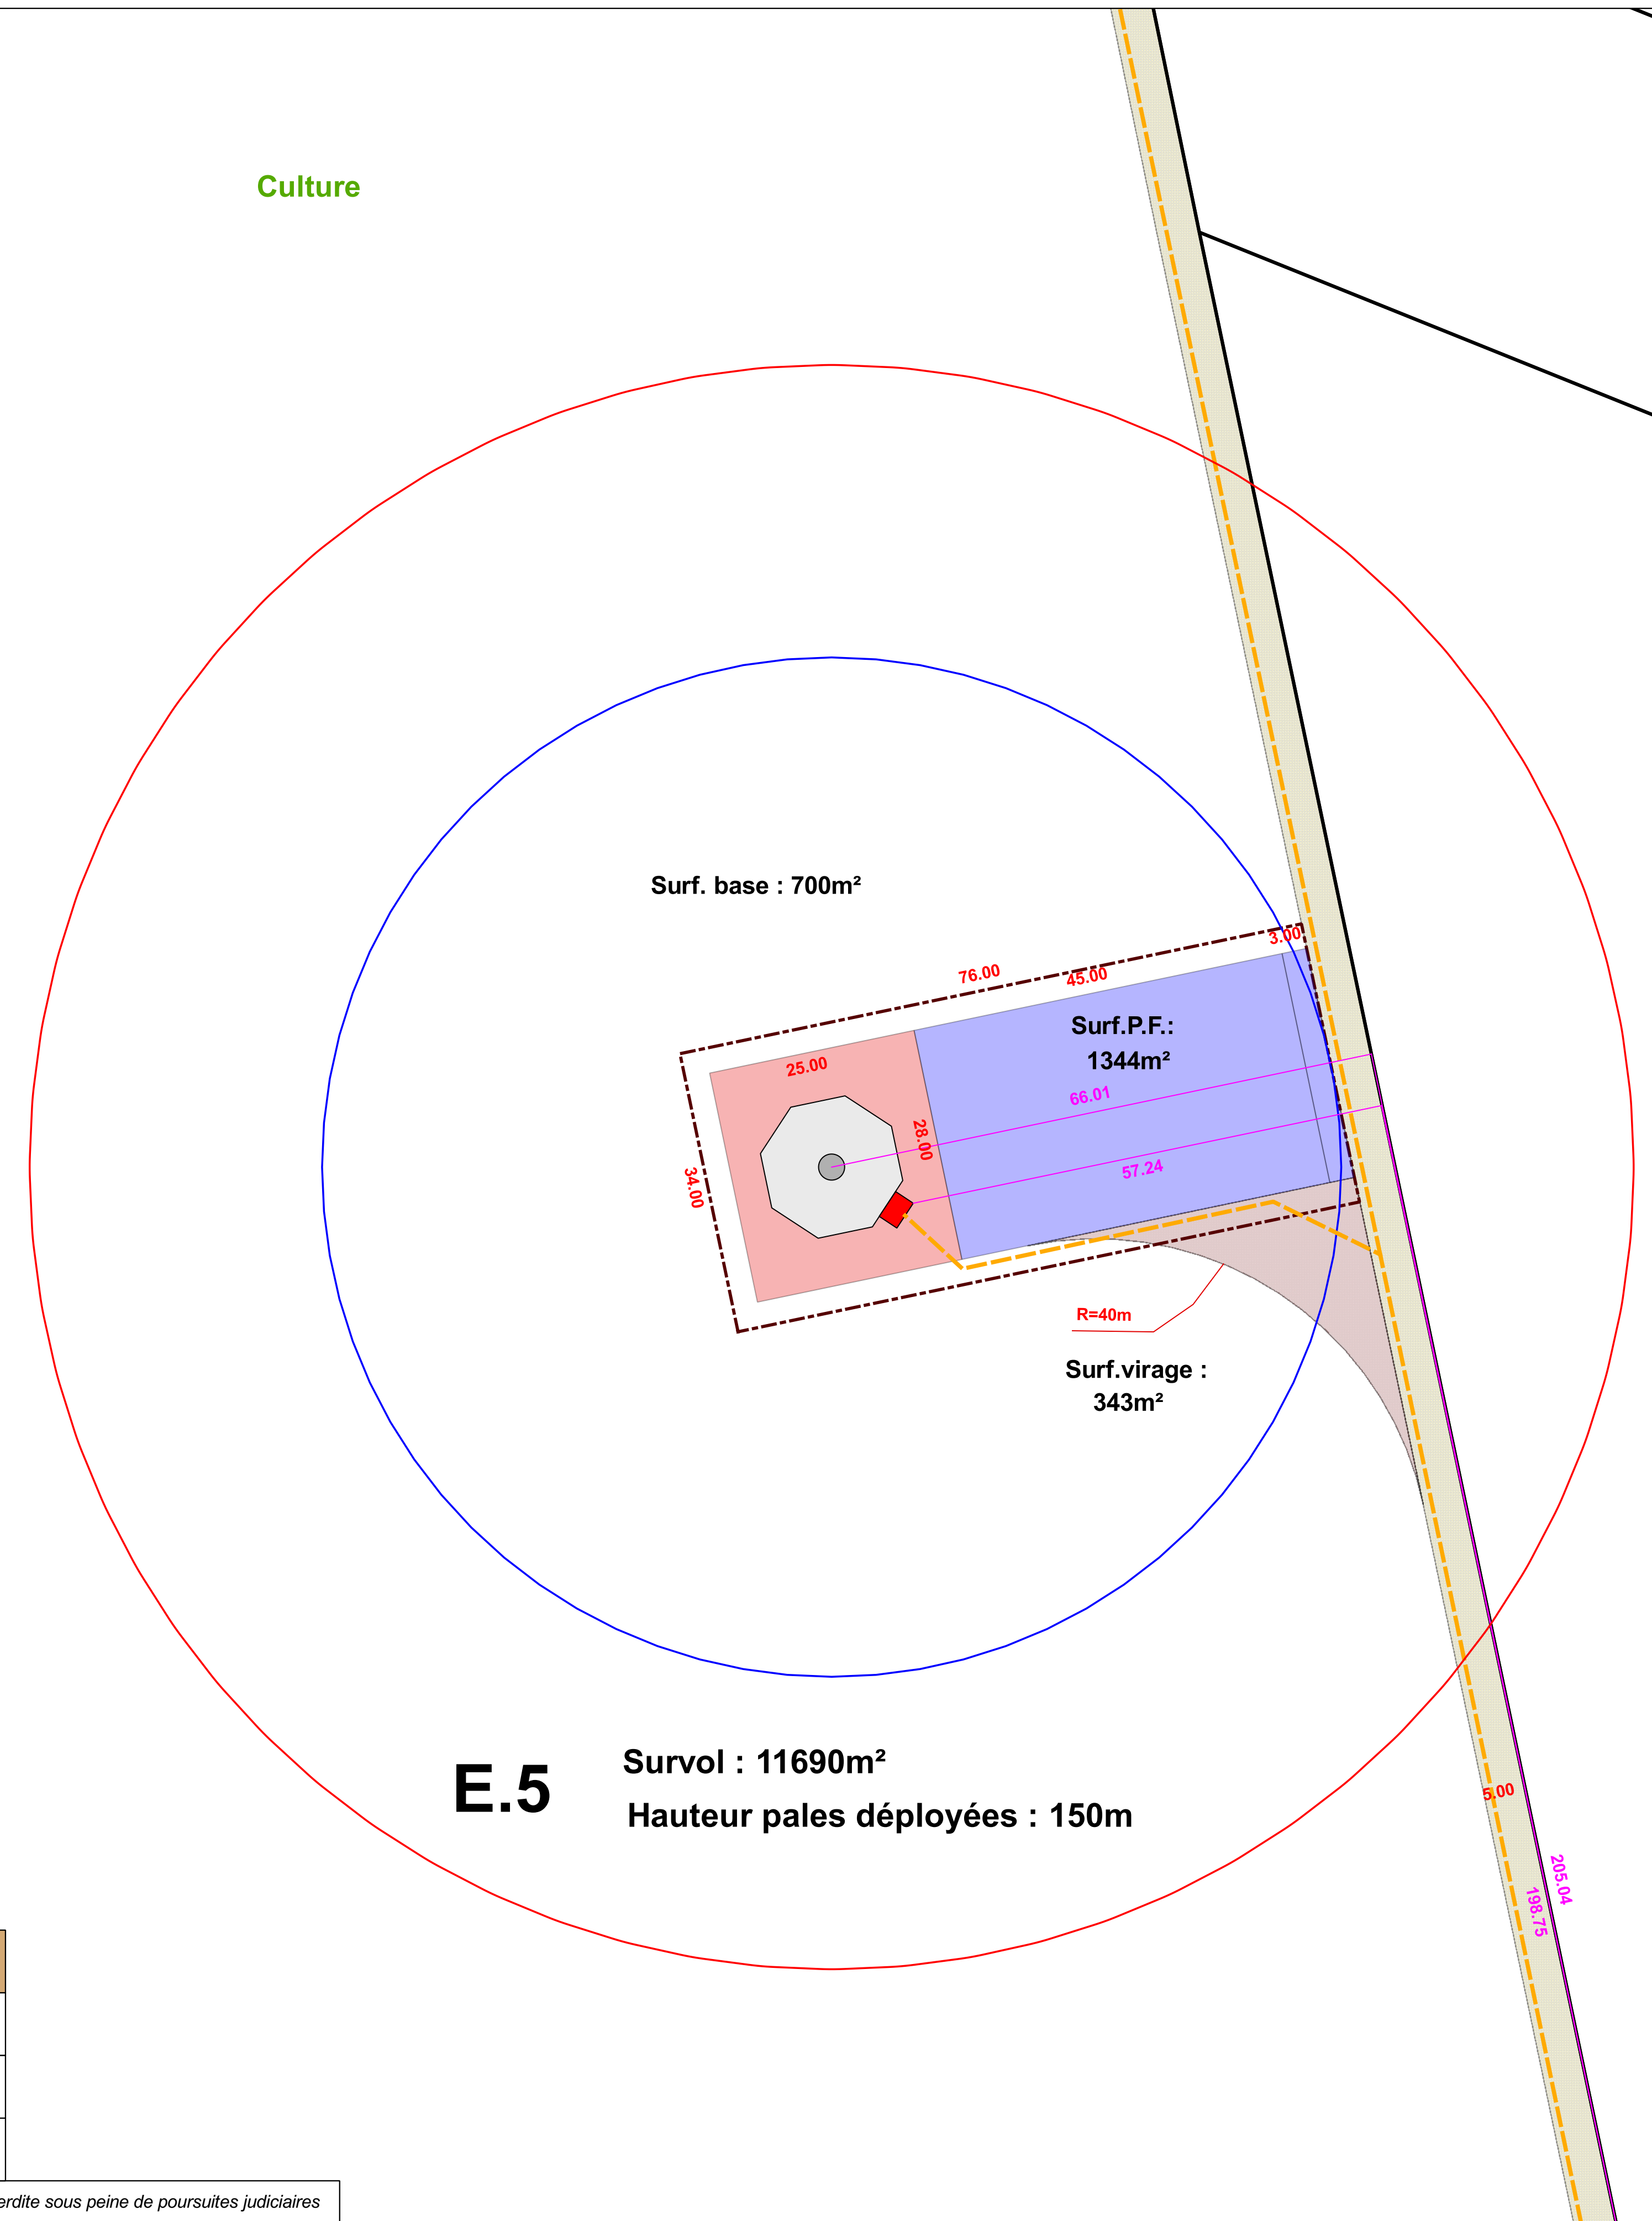 Culture
Surf. base : 700m²
3.00
76.00
45.00
Surf.P.F.:
1344m²
25.00
66.01
28.00
57.24
34.00
R=40m
Surf.virage :
343m²
E.5
Survol : 11690m²
Hauteur pales déployées : 150m
5.00
205.04
198.75
erdite sous peine de poursuites judiciaires